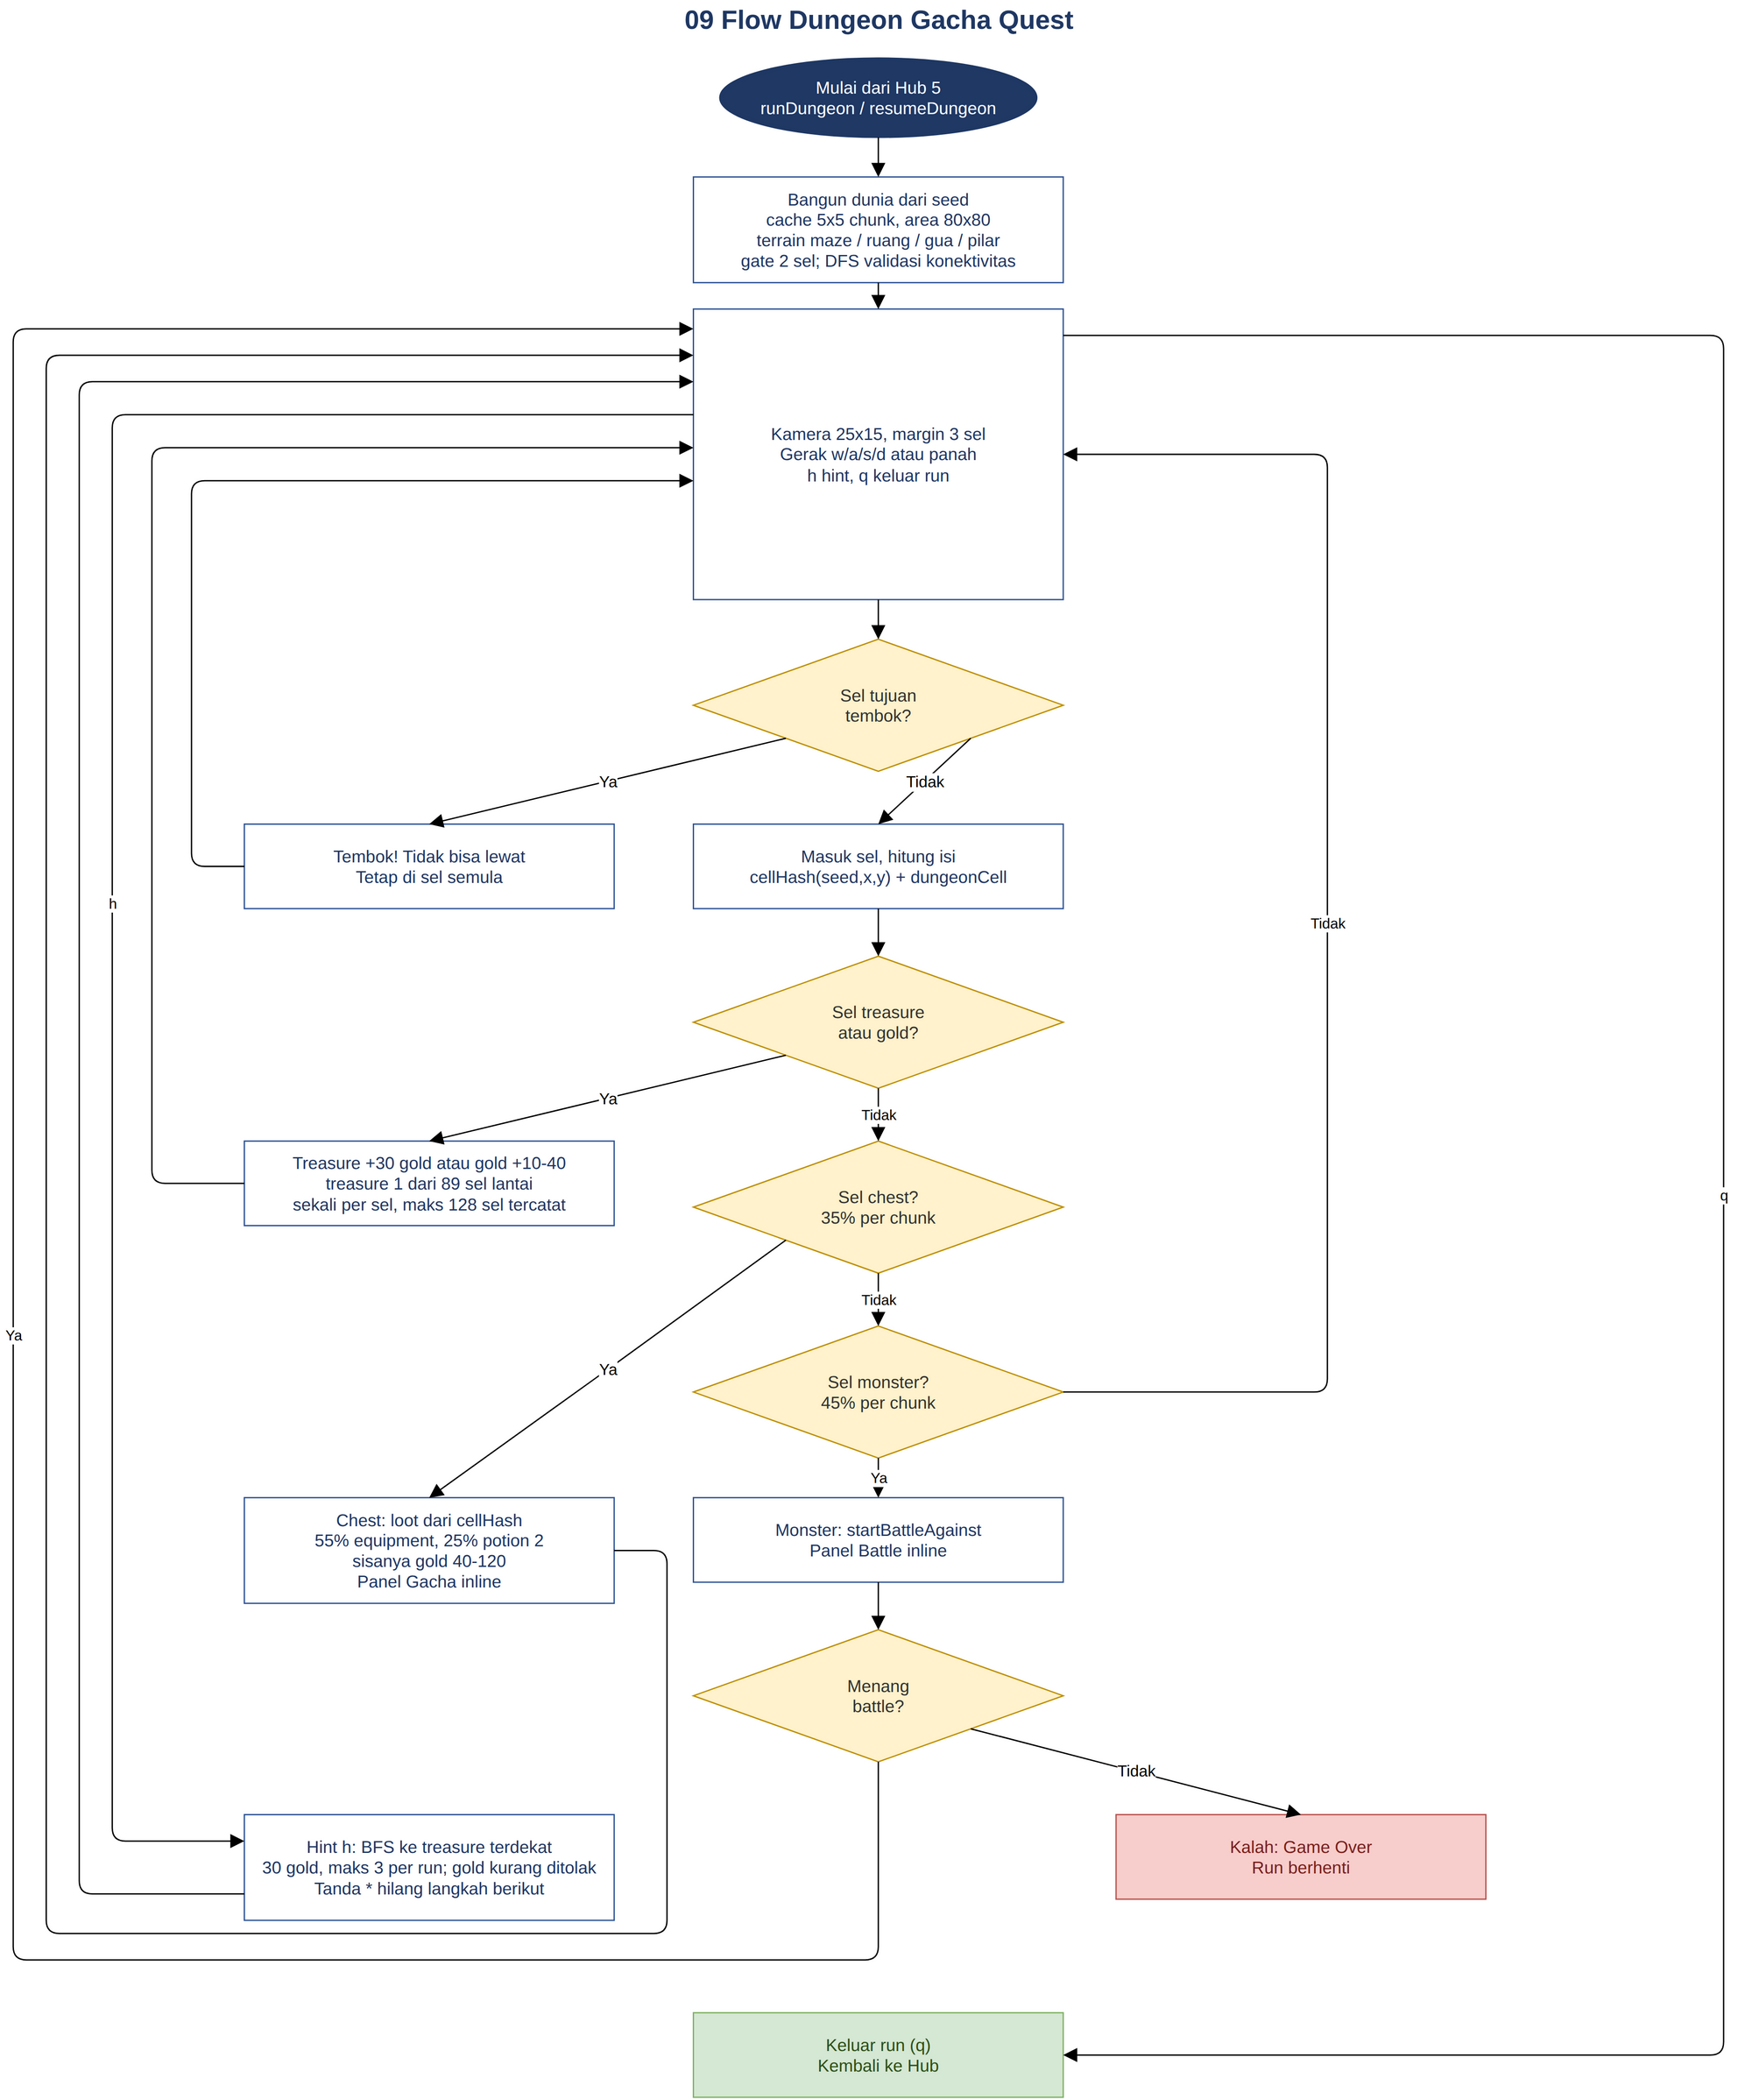 09 Flow Dungeon Gacha Quest
Mulai dari Hub 5
runDungeon / resumeDungeon
Bangun dunia dari seed
cache 5x5 chunk, area 80x80
terrain maze / ruang / gua / pilar
gate 2 sel; DFS validasi konektivitas
Kamera 25x15, margin 3 sel
Gerak w/a/s/d atau panah
h hint, q keluar run
Sel tujuan
tembok?
Ya
Tidak
Tembok! Tidak bisa lewat
Tetap di sel semula
Masuk sel, hitung isi
cellHash(seed,x,y) + dungeonCell
h
Tidak
Sel treasure
atau gold?
Ya
Tidak
Treasure +30 gold atau gold +10-40
treasure 1 dari 89 sel lantai
sekali per sel, maks 128 sel tercatat
Sel chest?
35% per chunk
q
Tidak
Ya
Ya
Sel monster?
45% per chunk
Ya
Chest: loot dari cellHash
55% equipment, 25% potion 2
sisanya gold 40-120
Panel Gacha inline
Monster: startBattleAgainst
Panel Battle inline
Menang
battle?
Tidak
Hint h: BFS ke treasure terdekat
30 gold, maks 3 per run; gold kurang ditolak
Tanda * hilang langkah berikut
Kalah: Game Over
Run berhenti
Keluar run (q)
Kembali ke Hub